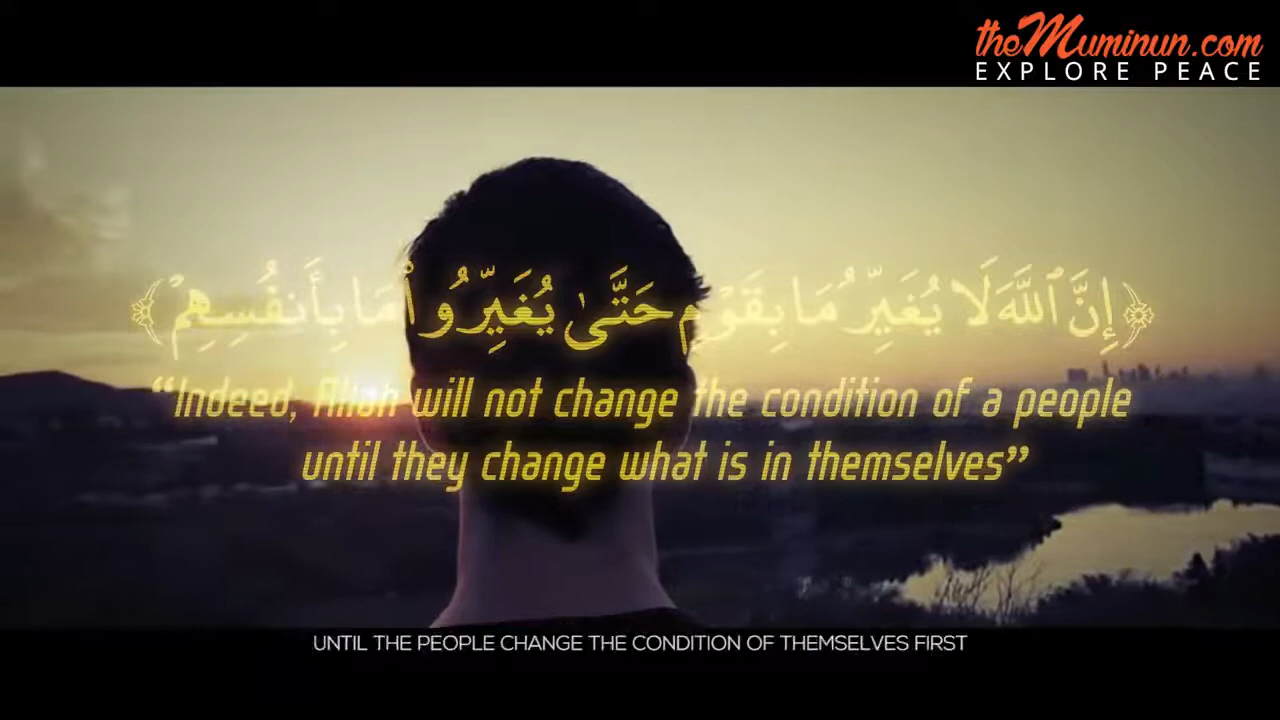 theMuminun.com
EXPLORE PEACE
﴿إِنَّ ٱللَّهَ لَا يُغَيِّرُ مَا بِقَوْمٍ حَتَّىٰ يُغَيِّرُوا۟ مَا بِأَنفُسِهِمْ﴾
“Indeed, Allah will not change the condition of a people
until they change what is in themselves”
UNTIL THE PEOPLE CHANGE THE CONDITION OF THEMSELVES FIRST